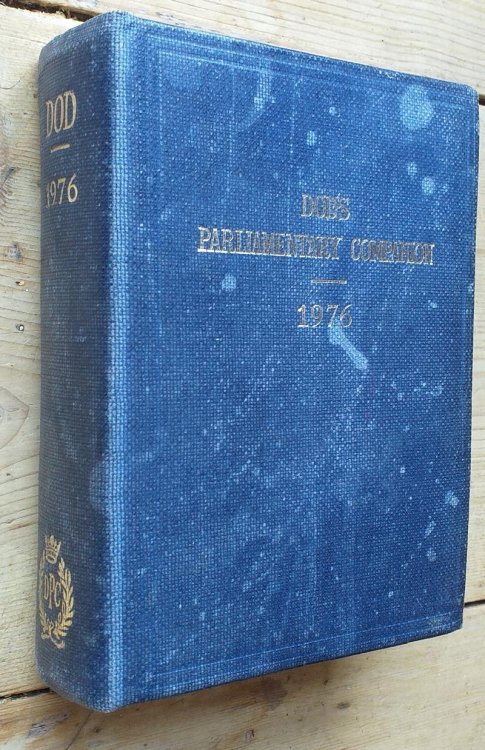 DOD
1976
DPC
DOD'S
PARLIAMENTARY COMPANION
1976